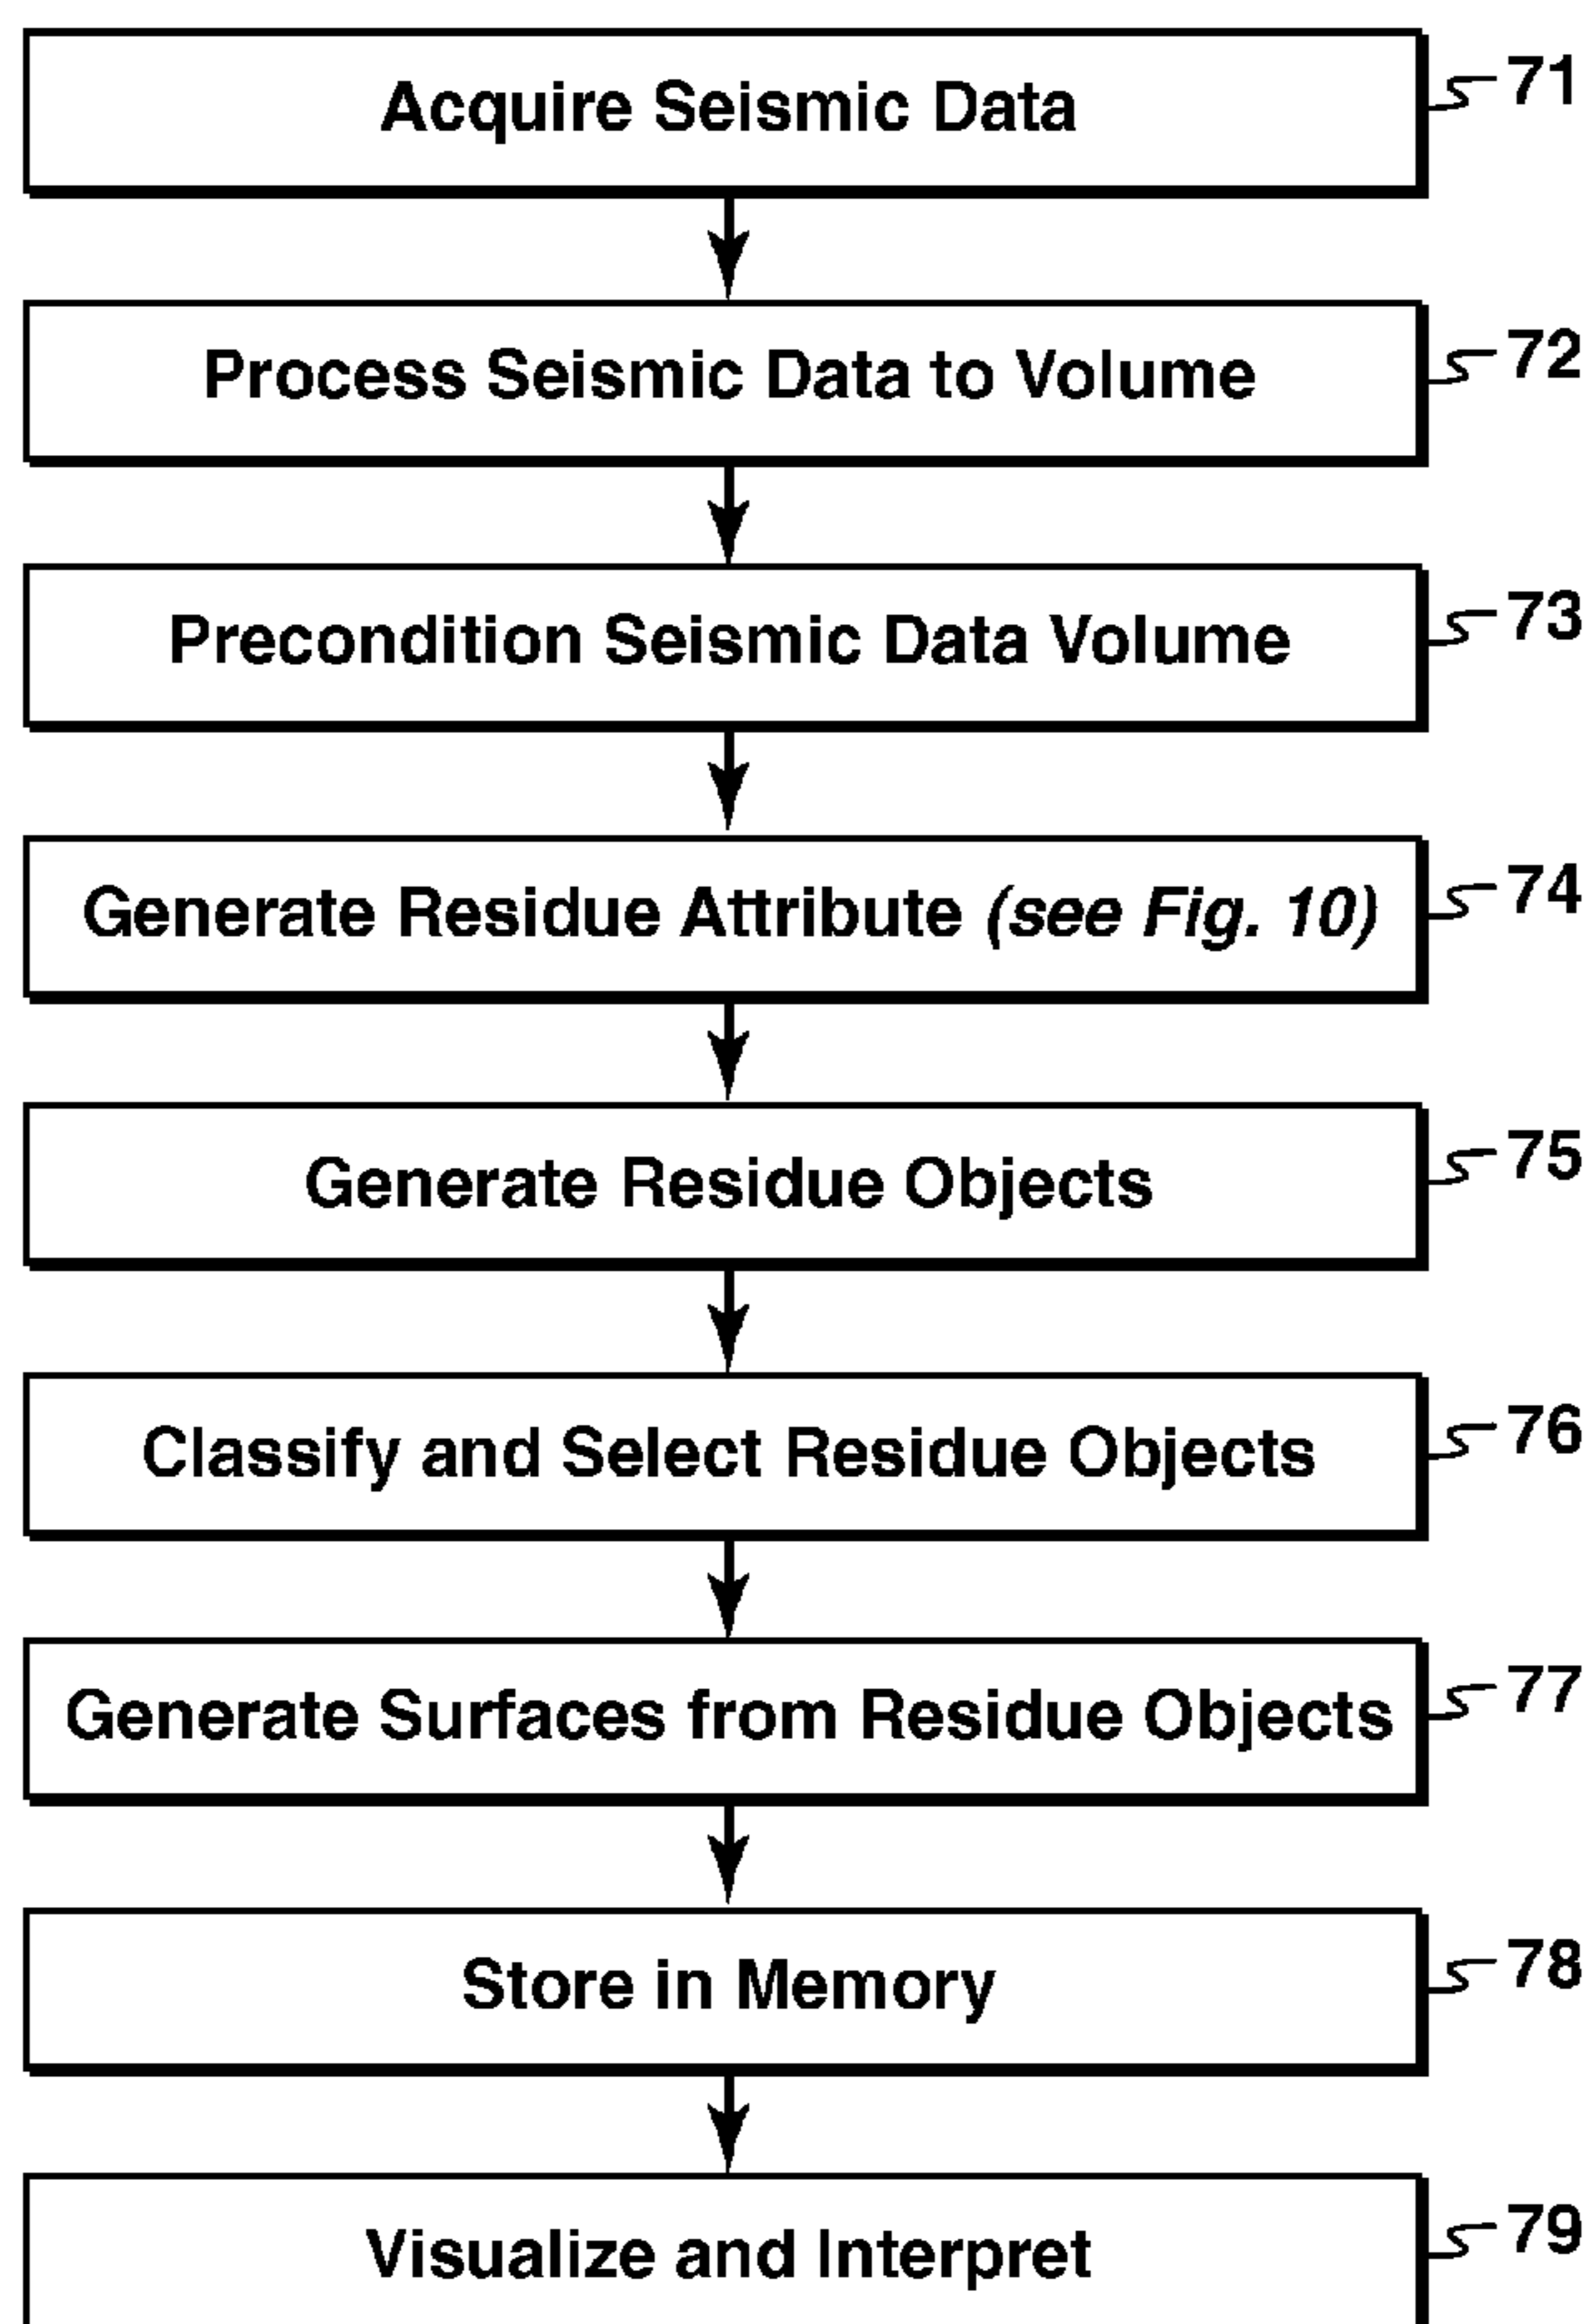 Acquire Seismic Data 71
Process Seismic Data to Volume 72
Precondition Seismic Data Volume 73
Generate Residue Attribute (see Fig. 10) 74
Generate Residue Objects 75
Classify and Select Residue Objects 76
Generate Surfaces from Residue Objects 77
Store in Memory 78
Visualize and Interpret 79